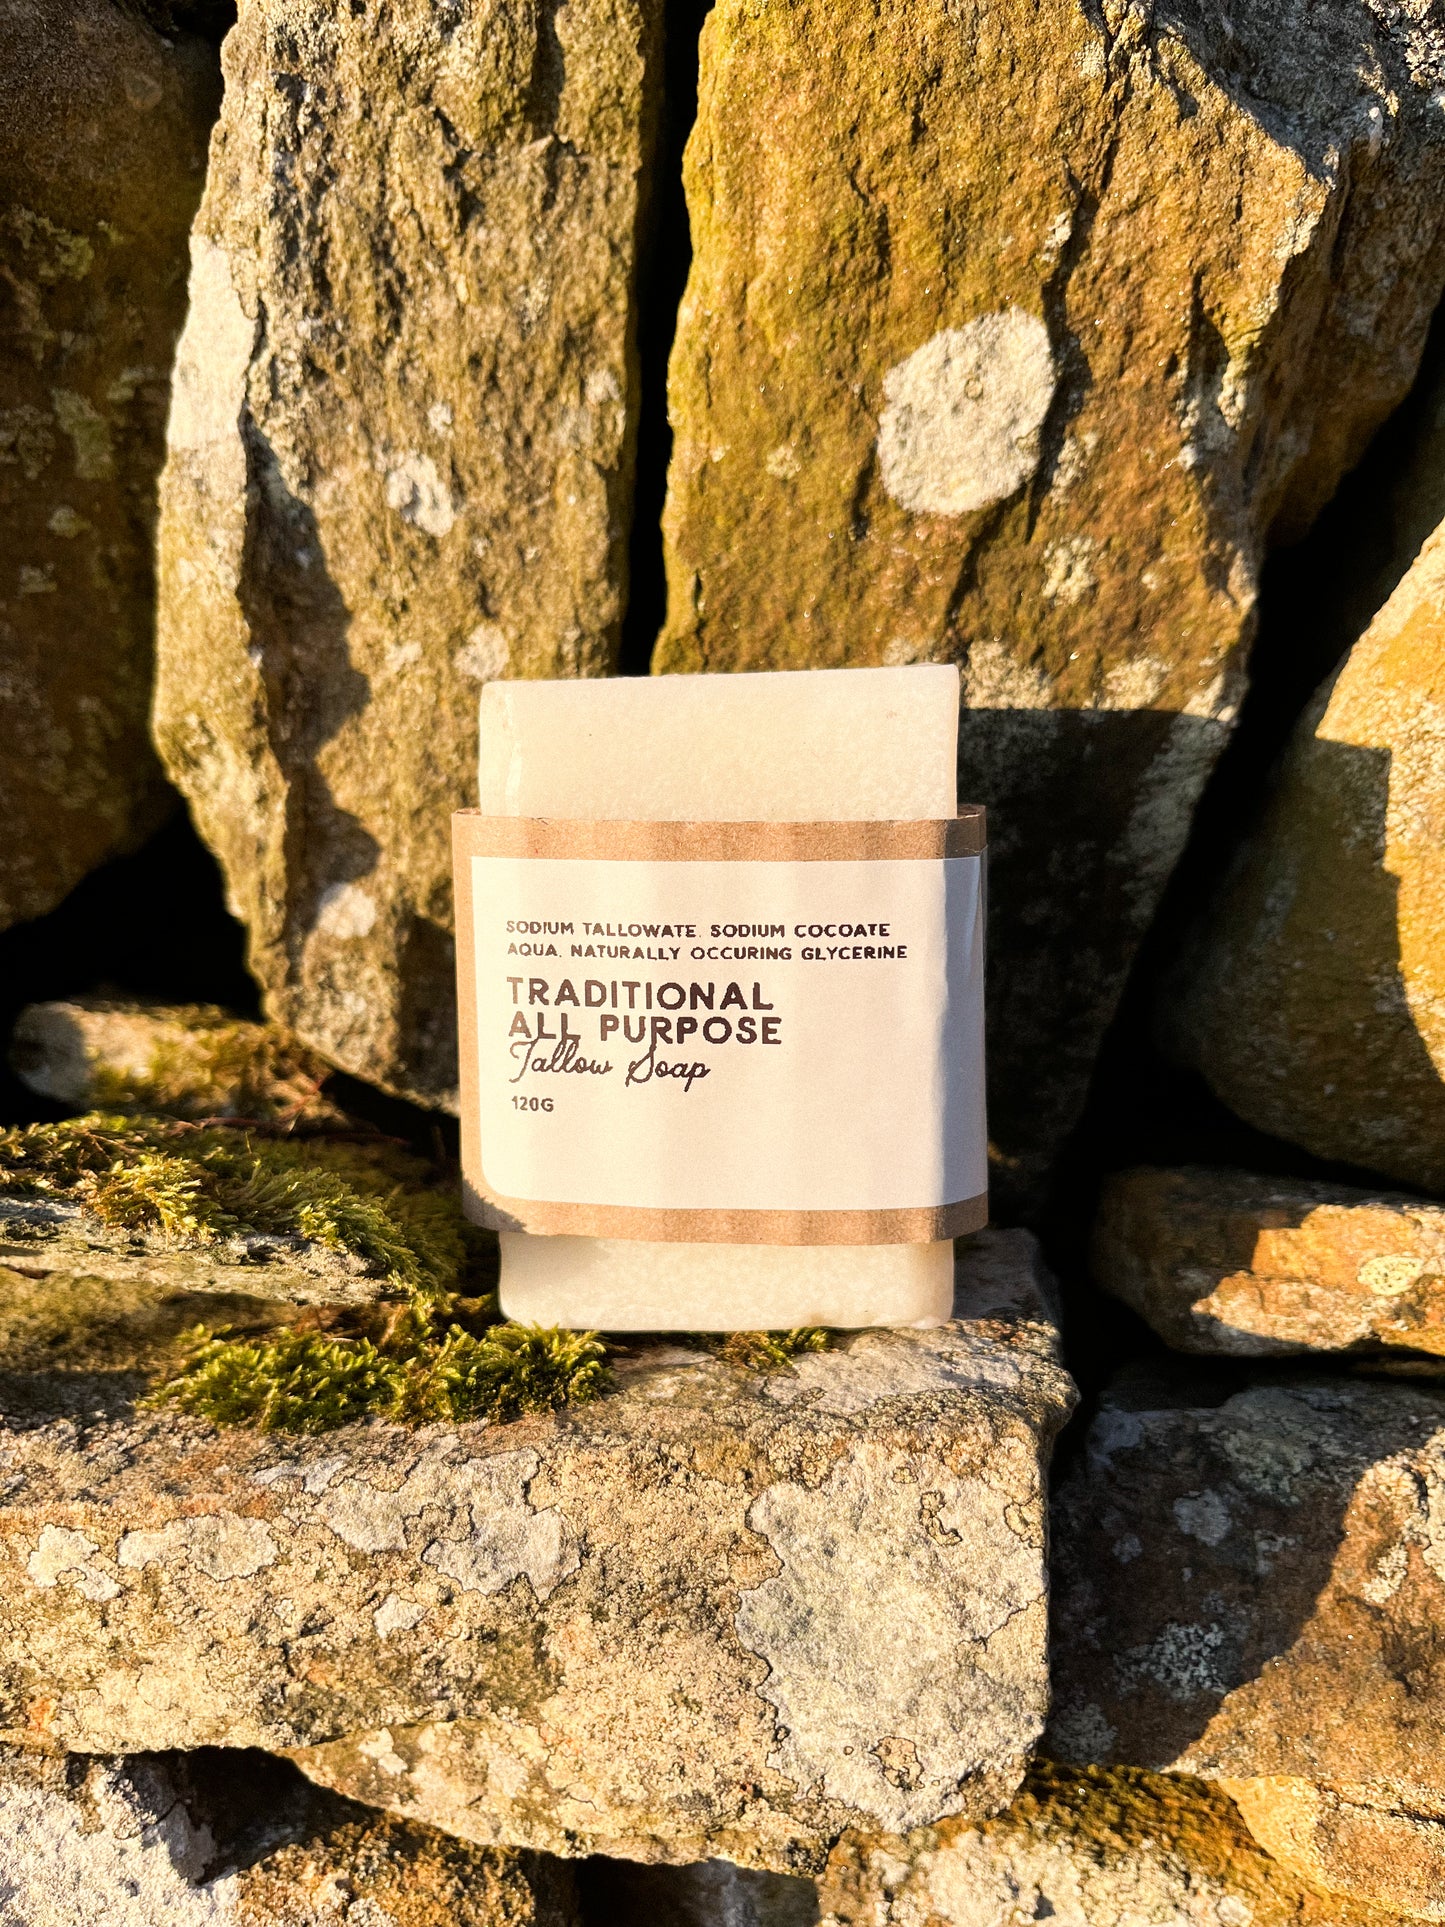 SODIUM TALLOWATE, SODIUM COCOATE
AQUA, NATURALLY OCCURING GLYCERINE
TRADITIONAL
ALL PURPOSE
Tallow Soap
120G